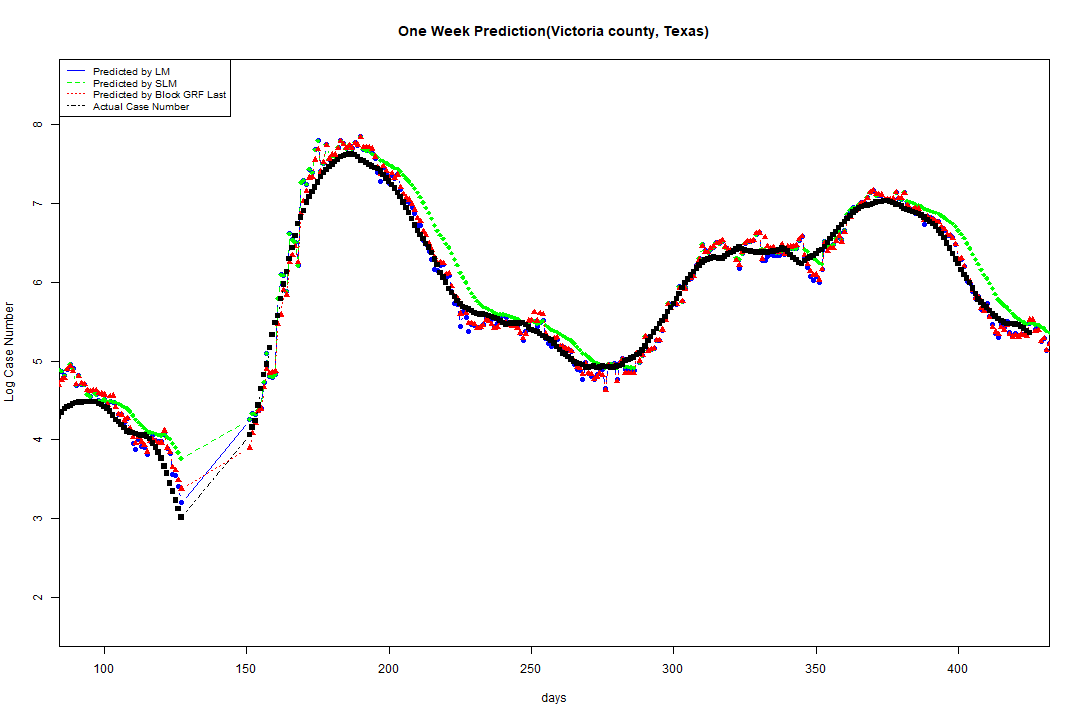 One Week Prediction(Victoria county, Texas)
Predicted by LM
Predicted by SLM
Predicted by Block GRF Last
Actual Case Number
Log Case Number
8
7
6
5
4
3
2
100 150 200 250 300 350 400
days